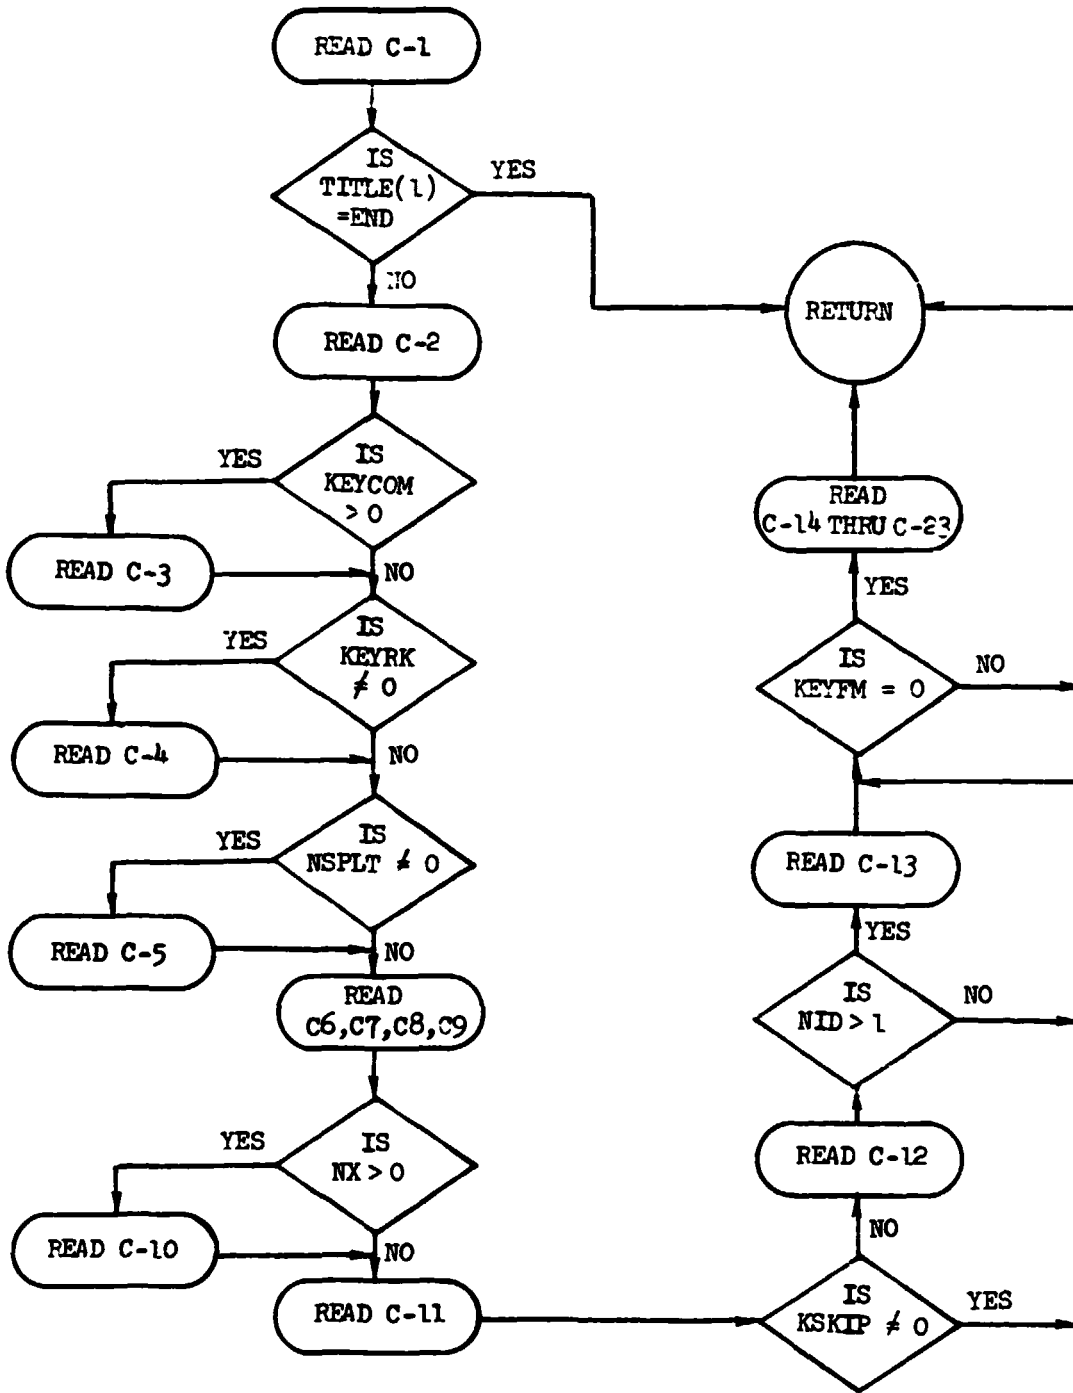 READ C-1
IS
TITLE(1)
=END
YES
NO
READ C-2
IS
KEYCOM
> 0
YES
READ C-3
NO
IS
KEYRK
≠ 0
YES
READ C-4
NO
IS
NSPLT ≠ 0
YES
READ C-5
NO
READ
C6,C7,C8,C9
IS
NX > 0
YES
READ C-10
NO
READ C-11
RETURN
READ
C-14 THRU C-23
YES
IS
KEYFM = 0
NO
READ C-13
YES
IS
NID > 1
NO
READ C-12
NO
IS
KSKIP ≠ 0
YES